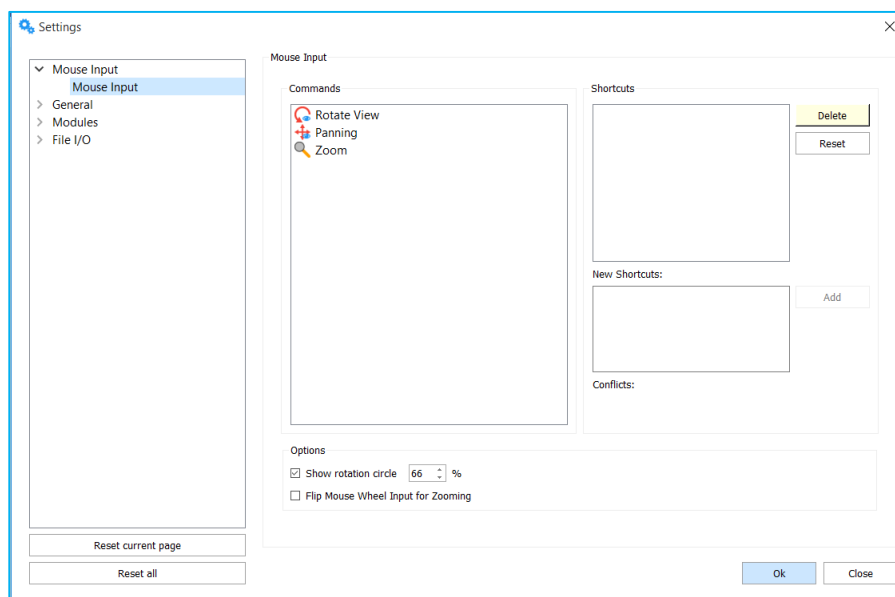 Settings
Mouse Input
Mouse Input
General
Modules
File I/O
Reset current page
Reset all
Mouse Input
Commands
Rotate View
Panning
Zoom
Shortcuts
Delete
Reset
New Shortcuts:
Add
Conflicts:
Options
Show rotation circle 66 %
Flip Mouse Wheel Input for Zooming
Ok
Close